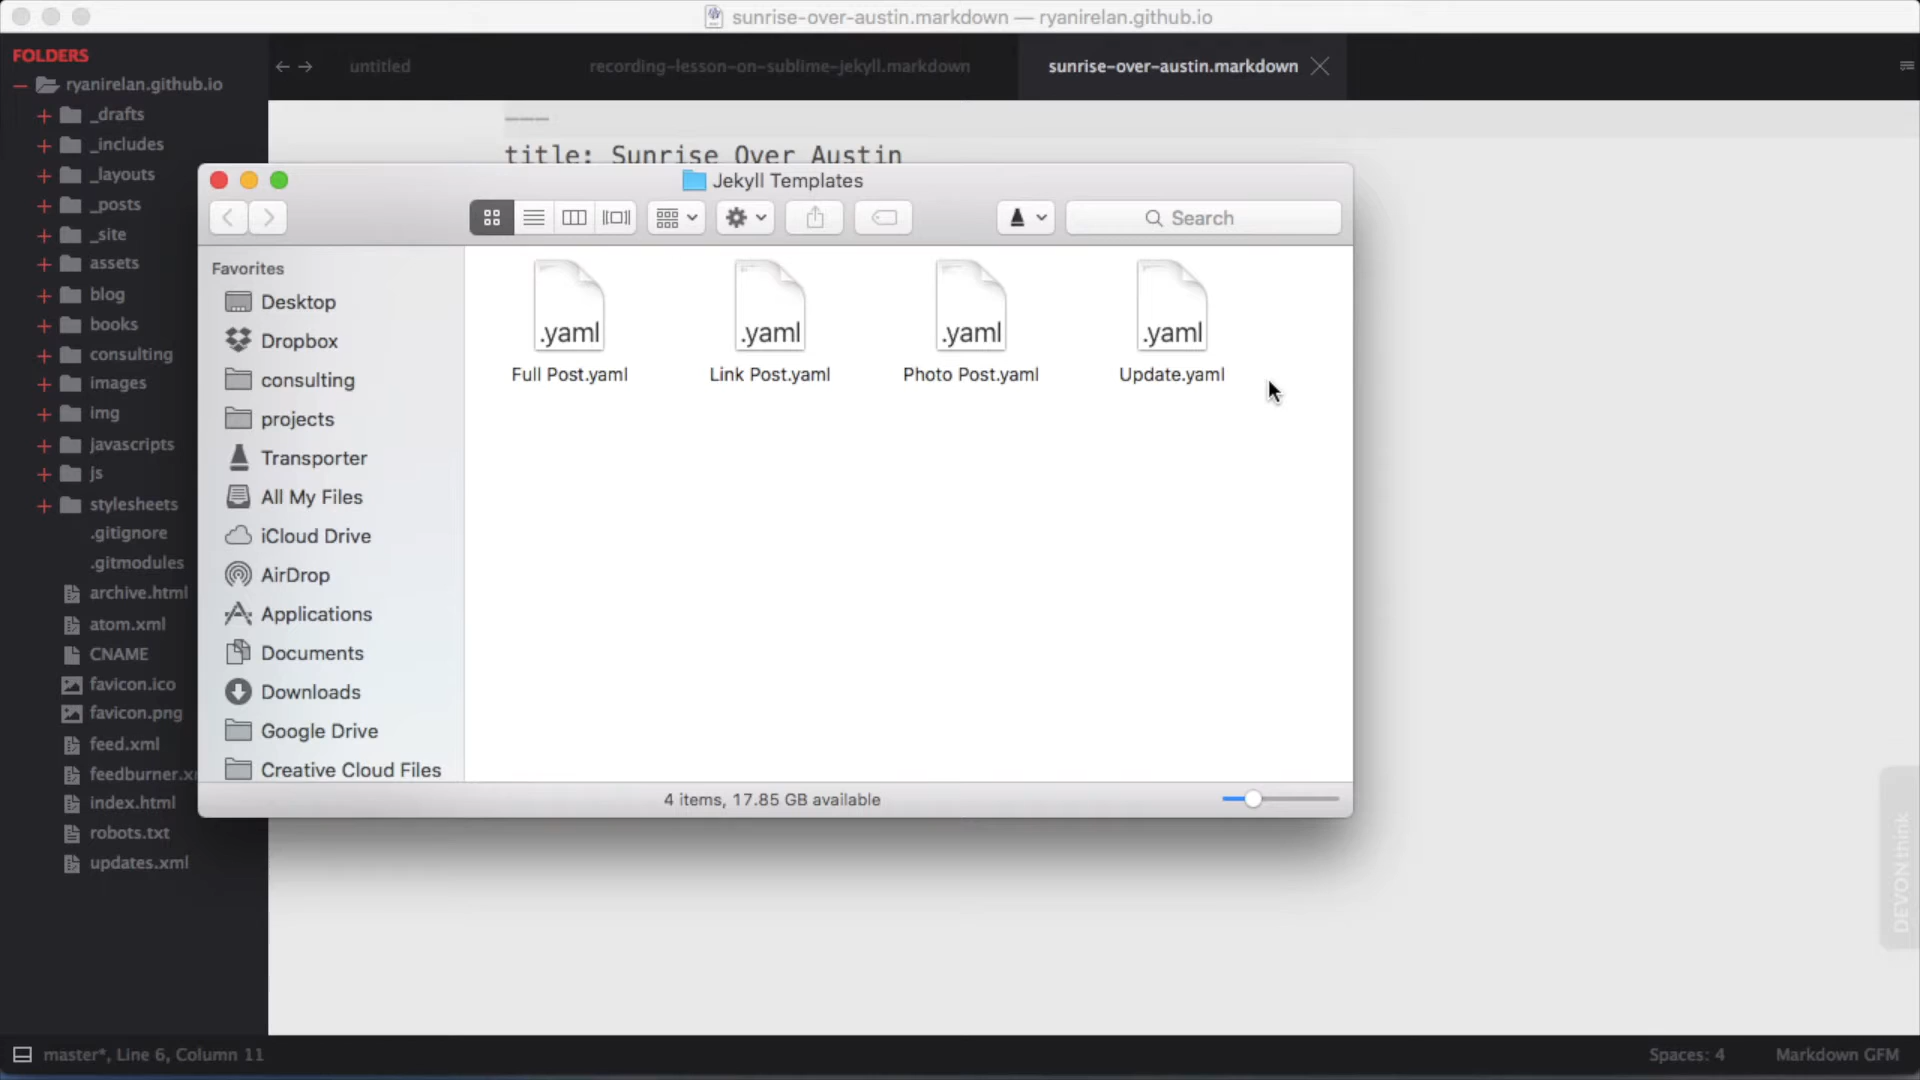 sunrise-over-austin.markdown — ryanirelan.github.io
FOLDERS
ryanirelan.github.io
_drafts
_includes
_layouts
_posts
_site
assets
blog
books
consulting
images
img
javascripts
js
stylesheets
.gitignore
.gitmodules
archive.html
atom.xml
CNAME
favicon.ico
favicon.png
feed.xml
feedburner.x
index.html
robots.txt
updates.xml
untitled
recording-lesson-on-sublime-jekyll.markdown
sunrise-over-austin.markdown
---
title: Sunrise Over Austin
Jekyll Templates
Search
Favorites
Desktop
Dropbox
consulting
projects
Transporter
All My Files
iCloud Drive
AirDrop
Applications
Documents
Downloads
Google Drive
Creative Cloud Files
.yaml
Full Post.yaml
.yaml
Link Post.yaml
.yaml
Photo Post.yaml
.yaml
Update.yaml
4 items, 17.85 GB available
DEVONthink
master*, Line 6, Column 11
Spaces: 4
Markdown GFM